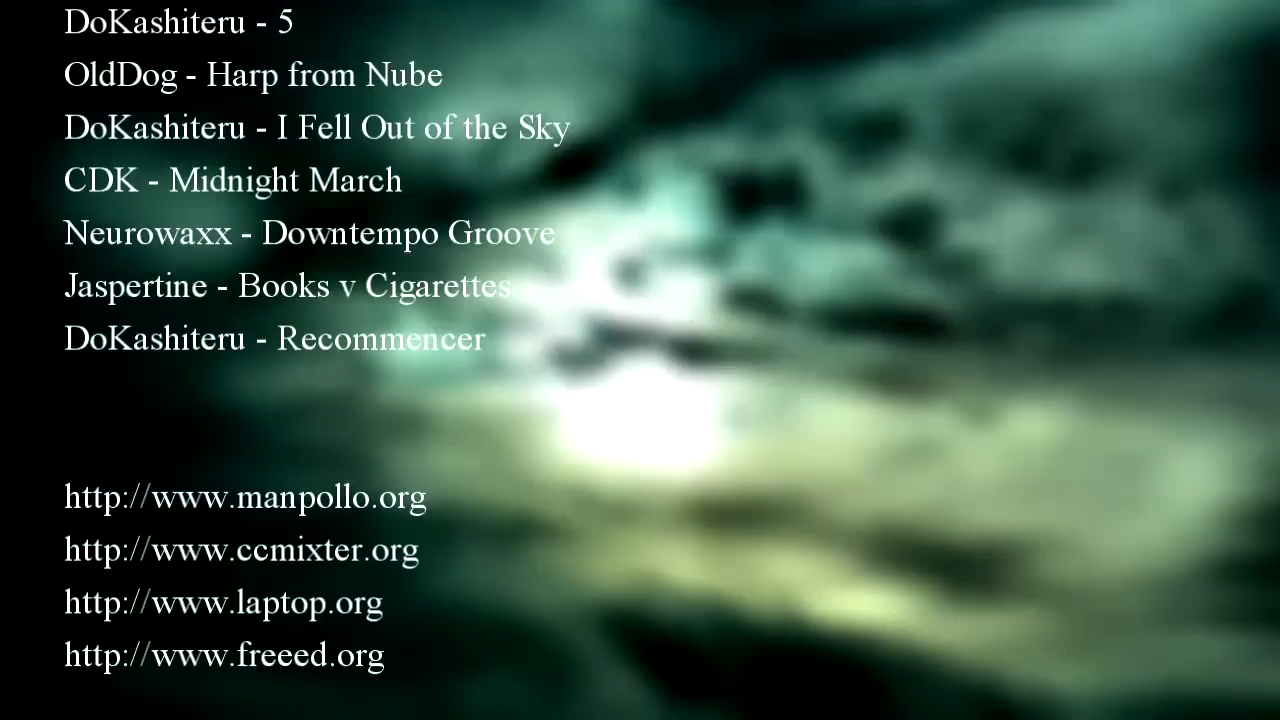 DoKashiteru - 5
OldDog - Harp from Nube
DoKashiteru - I Fell Out of the Sky
CDK - Midnight March
Neurowaxx - Downtempo Groove
Jaspertine - Books v Cigarettes
DoKashiteru - Recommencer
http://www.manpollo.org
http://www.ccmixter.org
http://www.laptop.org
http://www.freeed.org